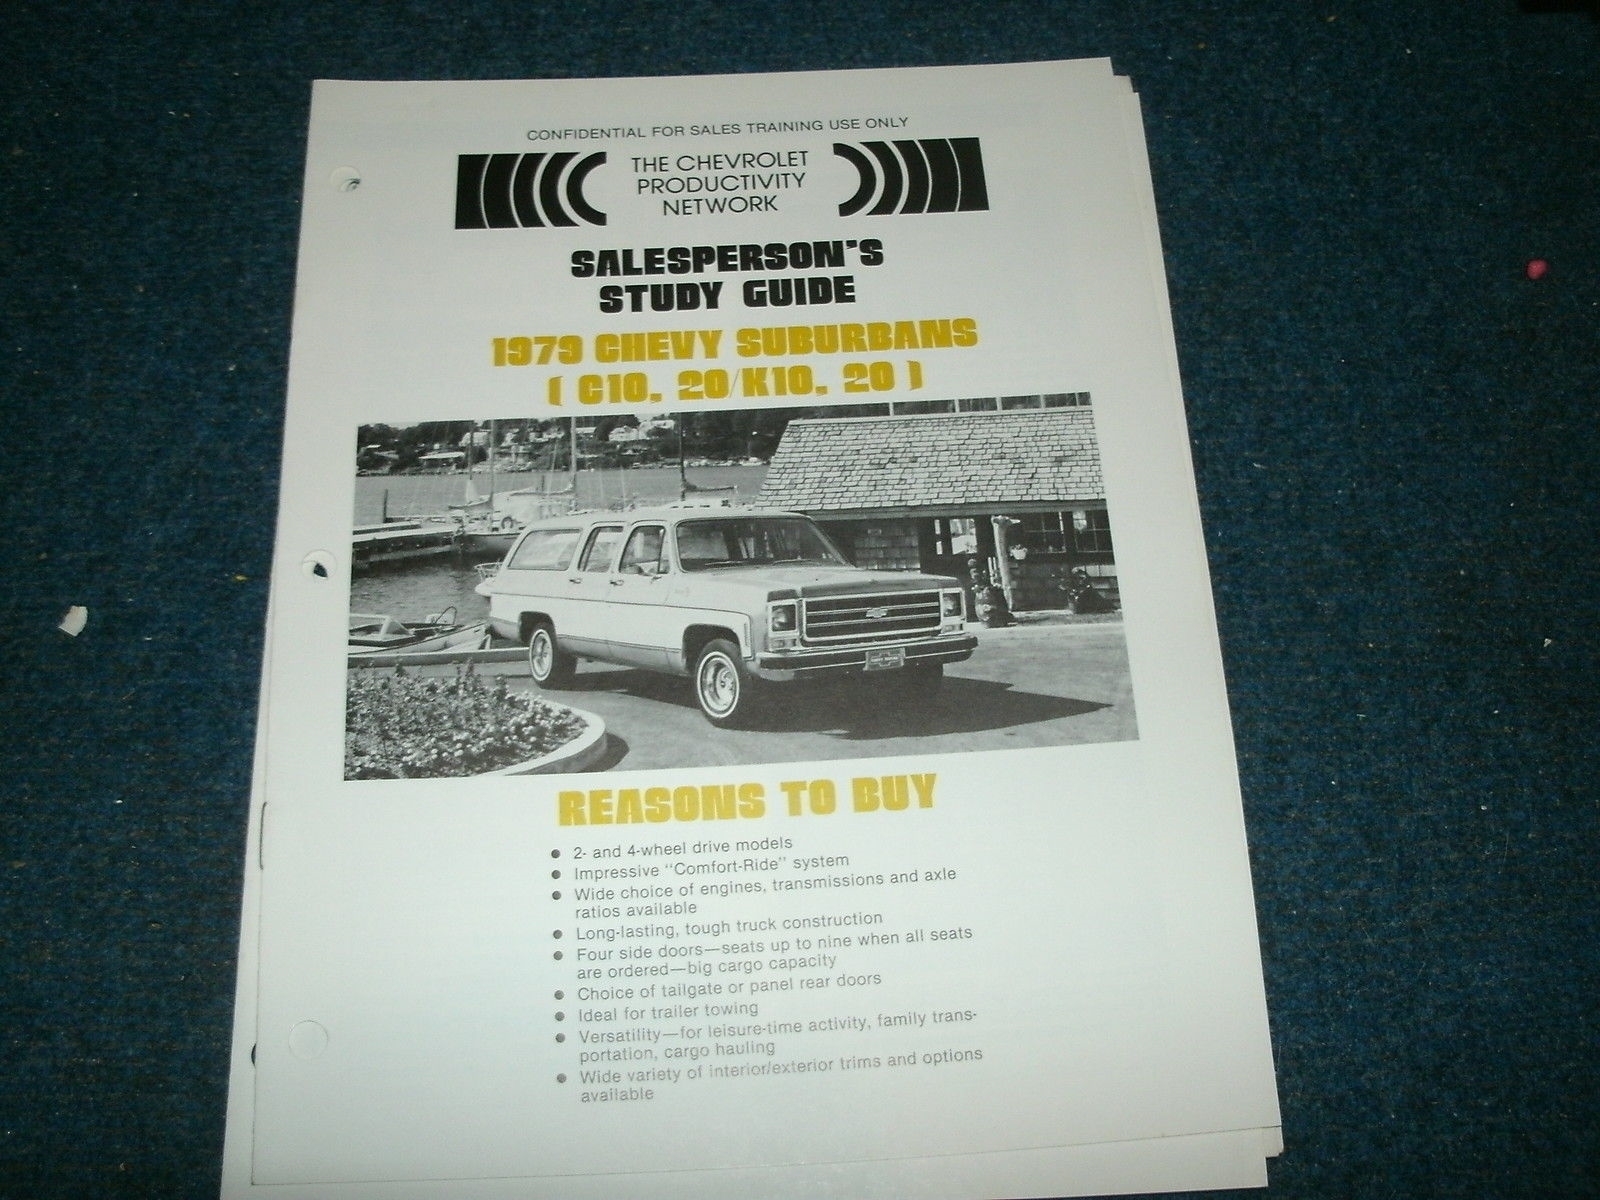 CONFIDENTIAL FOR SALES TRAINING USE ONLY
THE CHEVROLET
PRODUCTIVITY
NETWORK
SALESPERSON'S
STUDY GUIDE
1979 CHEVY SUBURBANS
( C10, 20/K10, 20 )
REASONS TO BUY
● 2- and 4-wheel drive models
● Impressive "Comfort-Ride" system
● Wide choice of engines, transmissions and axle
ratios available
● Long-lasting, tough truck construction
● Four side doors—seats up to nine when all seats
are ordered—big cargo capacity
● Choice of tailgate or panel rear doors
● Ideal for trailer towing
● Versatility—for leisure-time activity, family trans-
portation, cargo hauling
● Wide variety of interior/exterior trims and options
available